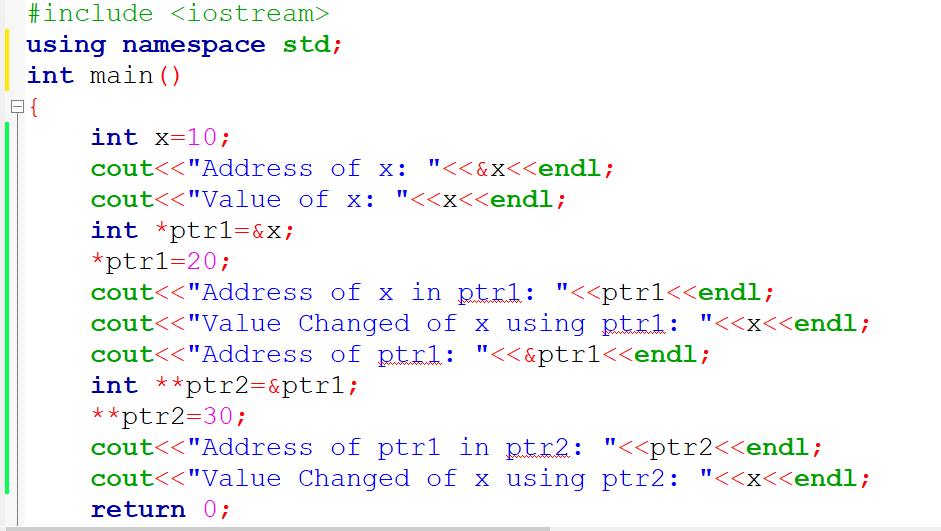 #include <iostream>
using namespace std;
int main()
{
    int x=10;
    cout<<"Address of x: "<<&x<<endl;
    cout<<"Value of x: "<<x<<endl;
    int *ptr1=&x;
    *ptr1=20;
    cout<<"Address of x in ptr1: "<<ptr1<<endl;
    cout<<"Value Changed of x using ptr1: "<<x<<endl;
    cout<<"Address of ptr1: "<<&ptr1<<endl;
    int **ptr2=&ptr1;
    **ptr2=30;
    cout<<"Address of ptr1 in ptr2: "<<ptr2<<endl;
    cout<<"Value Changed of x using ptr2: "<<x<<endl;
    return 0;